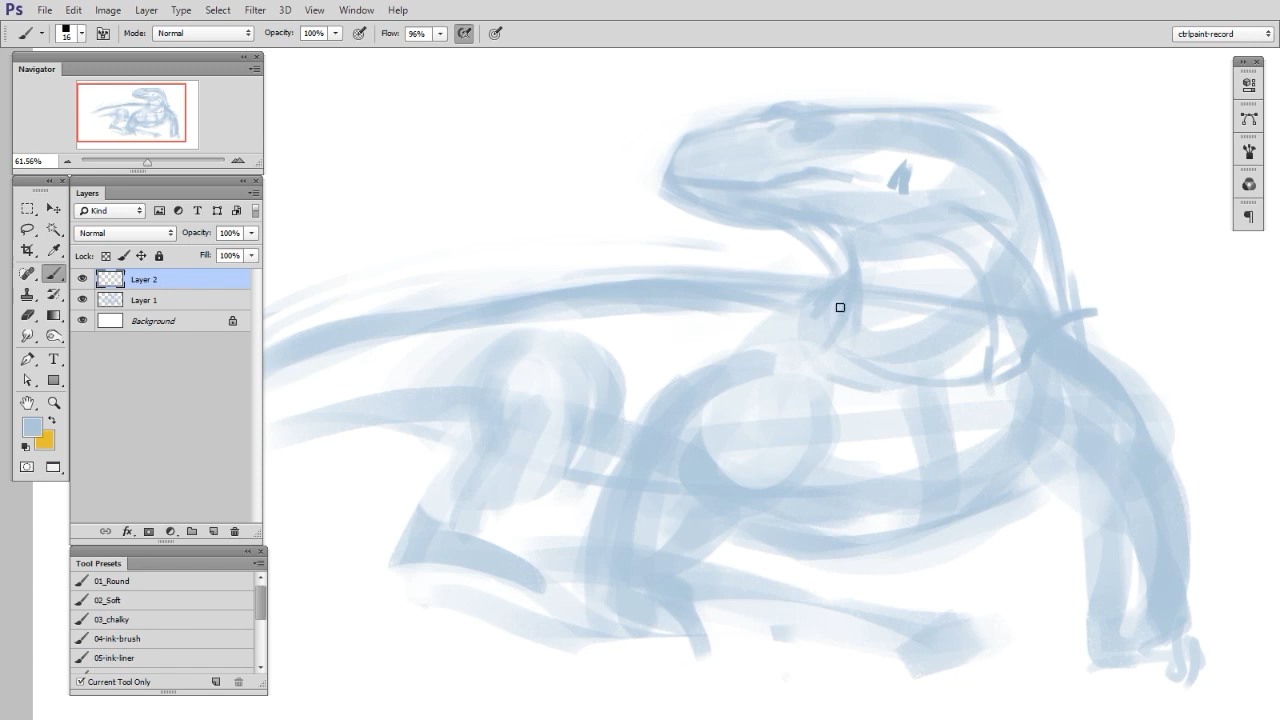 Ps File Edit Image Layer Type Select Filter 3D View Window Help
16 Mode: Normal Opacity: 100% Flow: 96% ctrlpaint-record
Navigator
61.56%
Layers
Kind
Normal Opacity: 100%
Lock: Fill: 100%
Layer 2
Layer 1
Background
fx
Tool Presets
01_Round
02_Soft
03_chalky
04-ink-brush
05-ink-liner
Current Tool Only